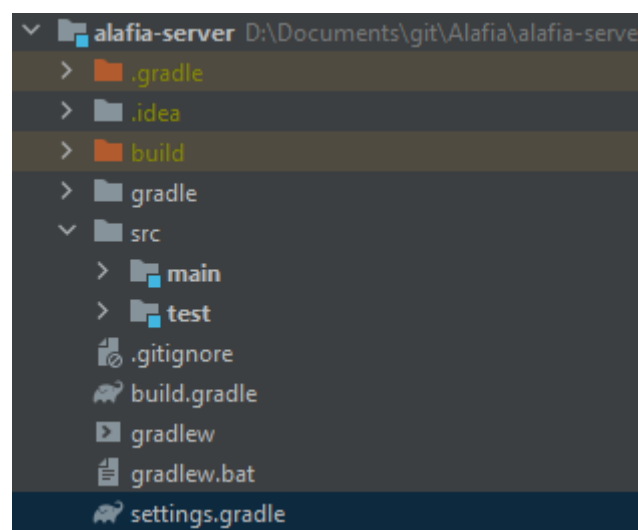 alafia-server D:\Documents\git\Alafia\alafia-serve
.gradle
.idea
build
gradle
src
main
test
.gitignore
build.gradle
gradlew
gradlew.bat
settings.gradle